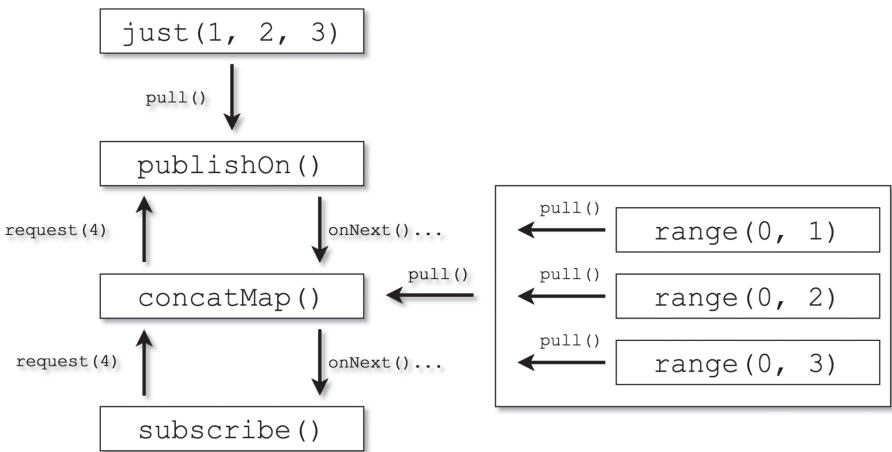 just(1, 2, 3)
pull()
publishOn()
request(4)
onNext()...
pull()
range(0, 1)
pull()
concatMap()
pull()
range(0, 2)
request(4)
onNext()...
pull()
range(0, 3)
subscribe()